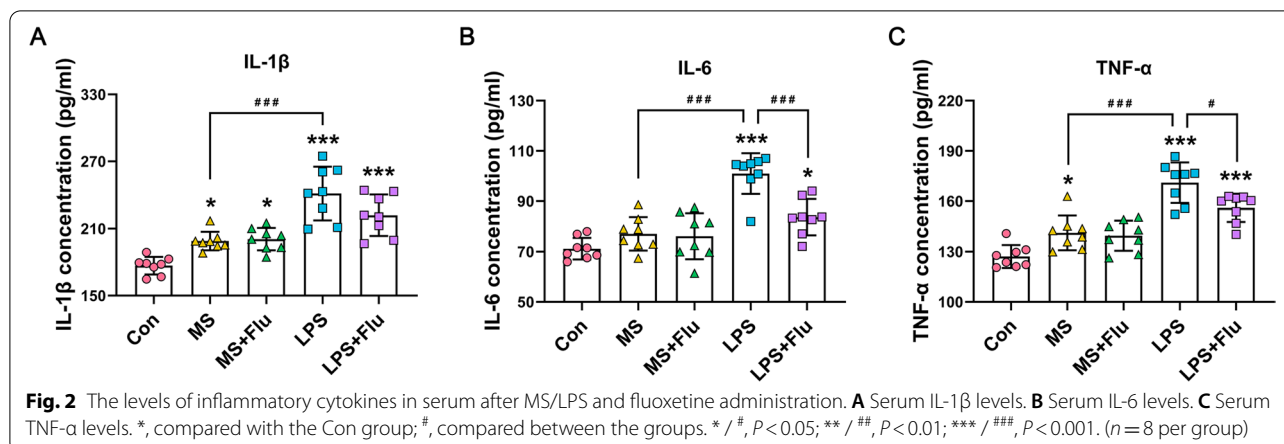 A
IL-1β
IL-1β concentration (pg/ml)
330
270
210
150
###
*
*
***
***
Con
MS
MS+Flu
LPS
LPS+Flu
B
IL-6
IL-6 concentration (pg/ml)
130
110
90
70
50
###
###
***
*
Con
MS
MS+Flu
LPS
LPS+Flu
C
TNF-α
TNF-α concentration (pg/ml)
220
190
160
130
100
###
#
*
***
***
Con
MS
MS+Flu
LPS
LPS+Flu
Fig. 2 The levels of inflammatory cytokines in serum after MS/LPS and fluoxetine administration. A Serum IL-1β levels. B Serum IL-6 levels. C Serum
TNF-α levels. *, compared with the Con group; #, compared between the groups. * / #, P < 0.05; ** / ##, P < 0.01; *** / ###, P < 0.001. (n = 8 per group)